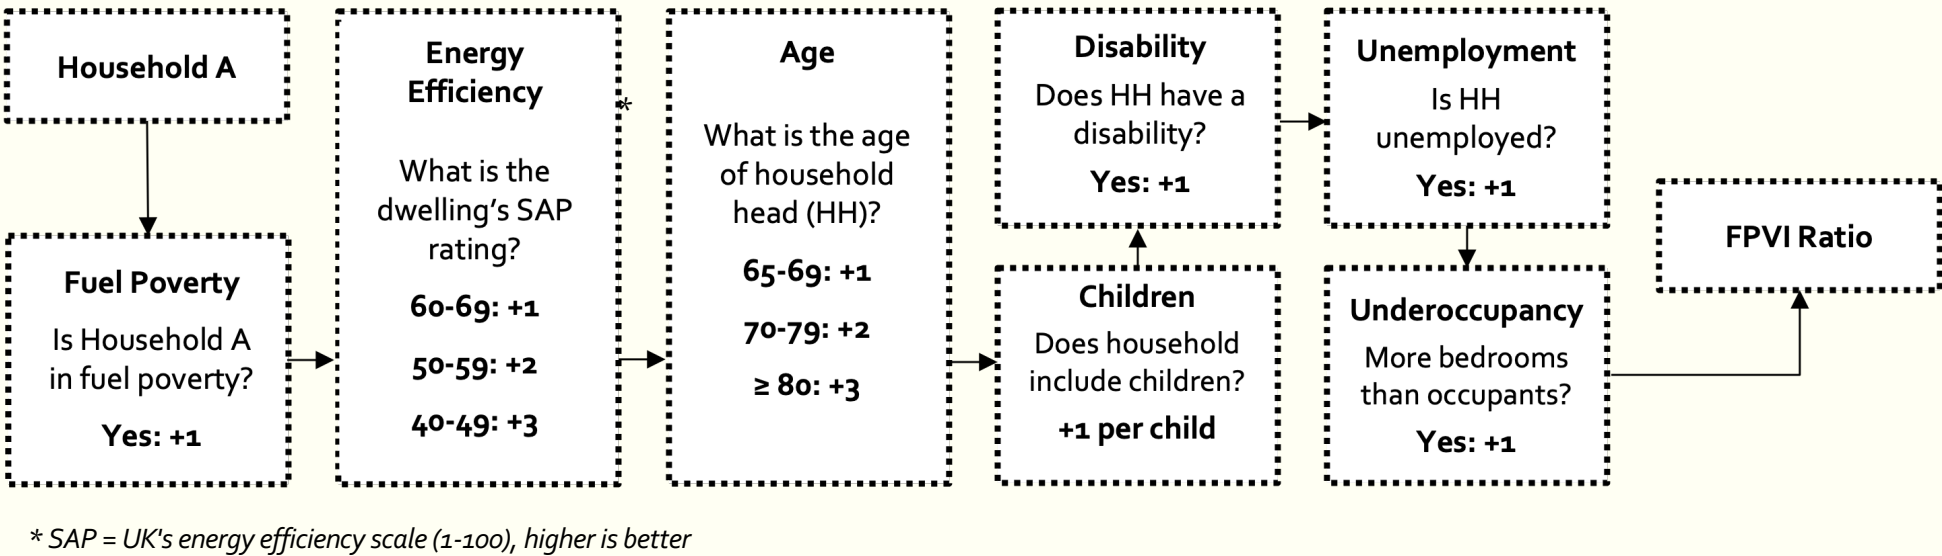 Household A
Fuel Poverty
Is Household A
in fuel poverty?
Yes: +1
Energy
Efficiency
*
What is the
dwelling's SAP
rating?
60-69: +1
50-59: +2
40-49: +3
Age
What is the age
of household
head (HH)?
65-69: +1
70-79: +2
≥ 80: +3
Children
Does household
include children?
+1 per child
Disability
Does HH have a
disability?
Yes: +1
Unemployment
Is HH
unemployed?
Yes: +1
Underoccupancy
More bedrooms
than occupants?
Yes: +1
FPVI Ratio
* SAP = UK's energy efficiency scale (1-100), higher is better